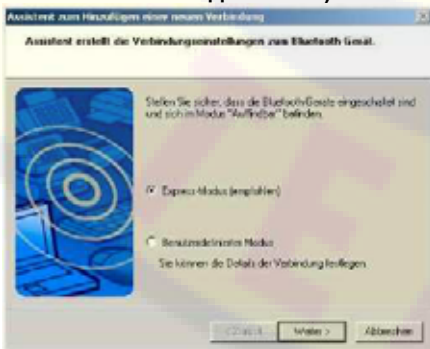 Assistent zum Hinzufügen einer neuen Verbindung
Assistent erstellt die Verbindungseinstellungen zum Bluetooth Gerät.
Stellen Sie sicher, dass die Bluetooth-Geräte eingeschaltet sind
und sich im Modus "Auffindbar" befinden.
Express-Modus (empfohlen)
Benutzerdefinierter Modus
Sie können die Details der Verbindung festlegen
Weiter >
Abbrechen